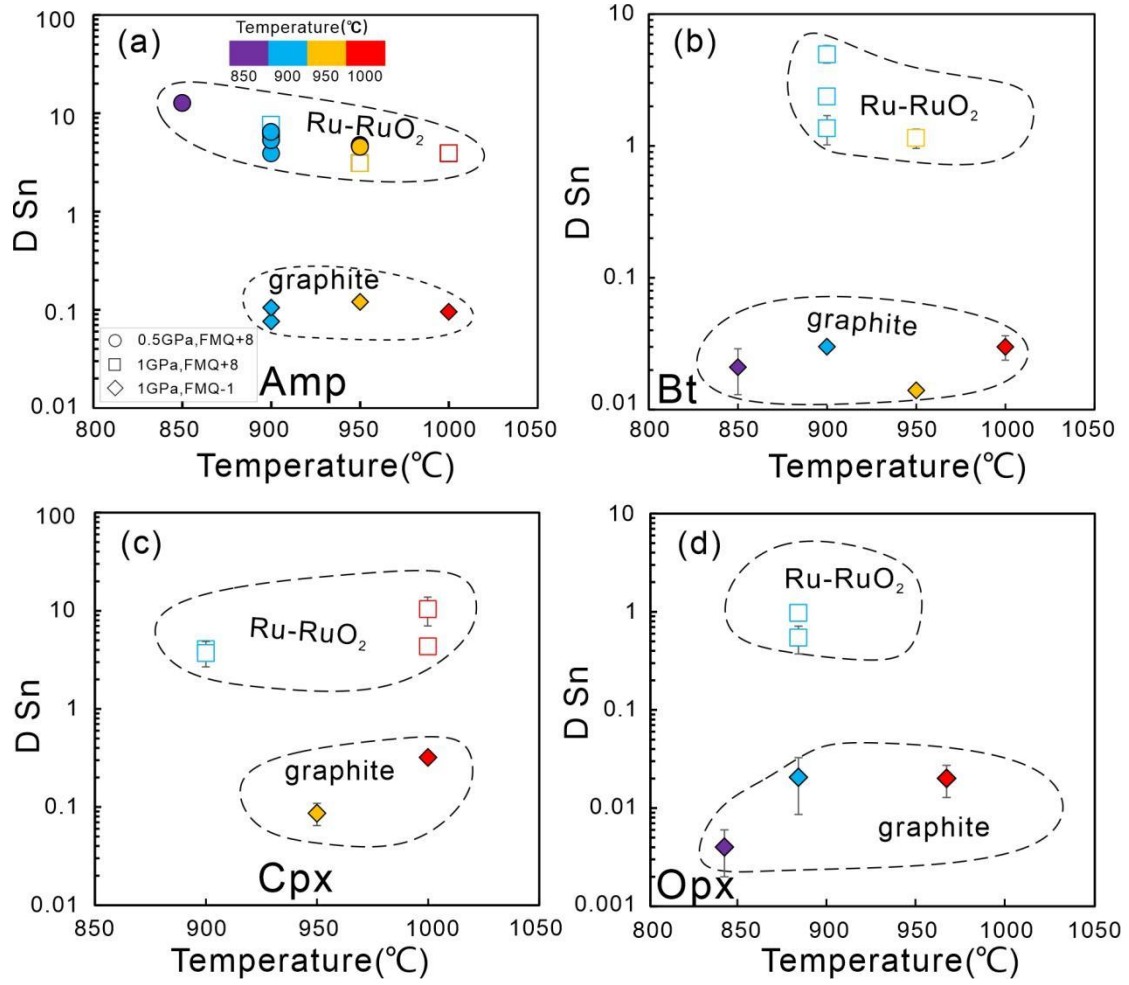 (a)
Temperature(℃)
850 900 950 1000
Ru-RuO₂
graphite
0.5GPa,FMQ+8
1GPa,FMQ+8
1GPa,FMQ-1
Amp
D Sn
100
10
1
0.1
0.01
800 850 900 950 1000 1050
Temperature(℃)
(b)
Ru-RuO₂
graphite
Bt
D Sn
10
1
0.1
0.01
800 850 900 950 1000 1050
Temperature(℃)
(c)
Ru-RuO₂
graphite
Cpx
D Sn
100
10
1
0.1
0.01
850 900 950 1000 1050
Temperature(℃)
(d)
Ru-RuO₂
graphite
Opx
D Sn
10
1
0.1
0.01
0.001
800 850 900 950 1000 1050
Temperature(℃)